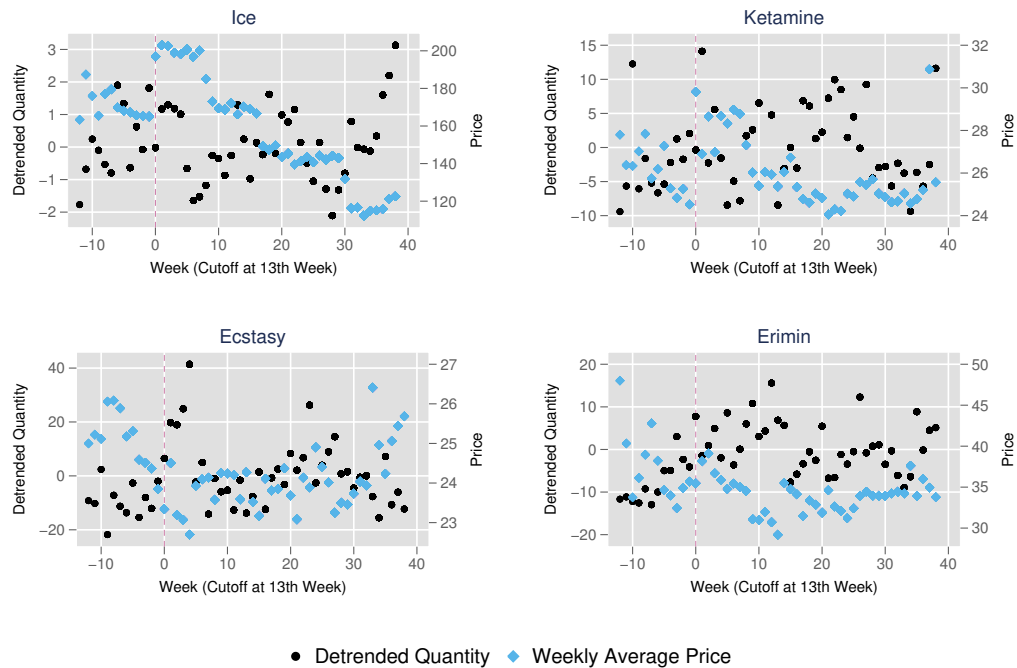 Ice
Detrended Quantity
3
2
1
0
−1
−2
200
180
160
140
120
Price
−10 0 10 20 30 40
Week (Cutoff at 13th Week)
Ketamine
Detrended Quantity
15
10
5
0
−5
−10
32
30
28
26
24
Price
−10 0 10 20 30 40
Week (Cutoff at 13th Week)
Ecstasy
Detrended Quantity
40
20
0
−20
27
26
25
24
23
Price
−10 0 10 20 30 40
Week (Cutoff at 13th Week)
Erimin
Detrended Quantity
20
10
0
−10
−20
50
45
40
35
30
Price
−10 0 10 20 30 40
Week (Cutoff at 13th Week)
Detrended Quantity Weekly Average Price